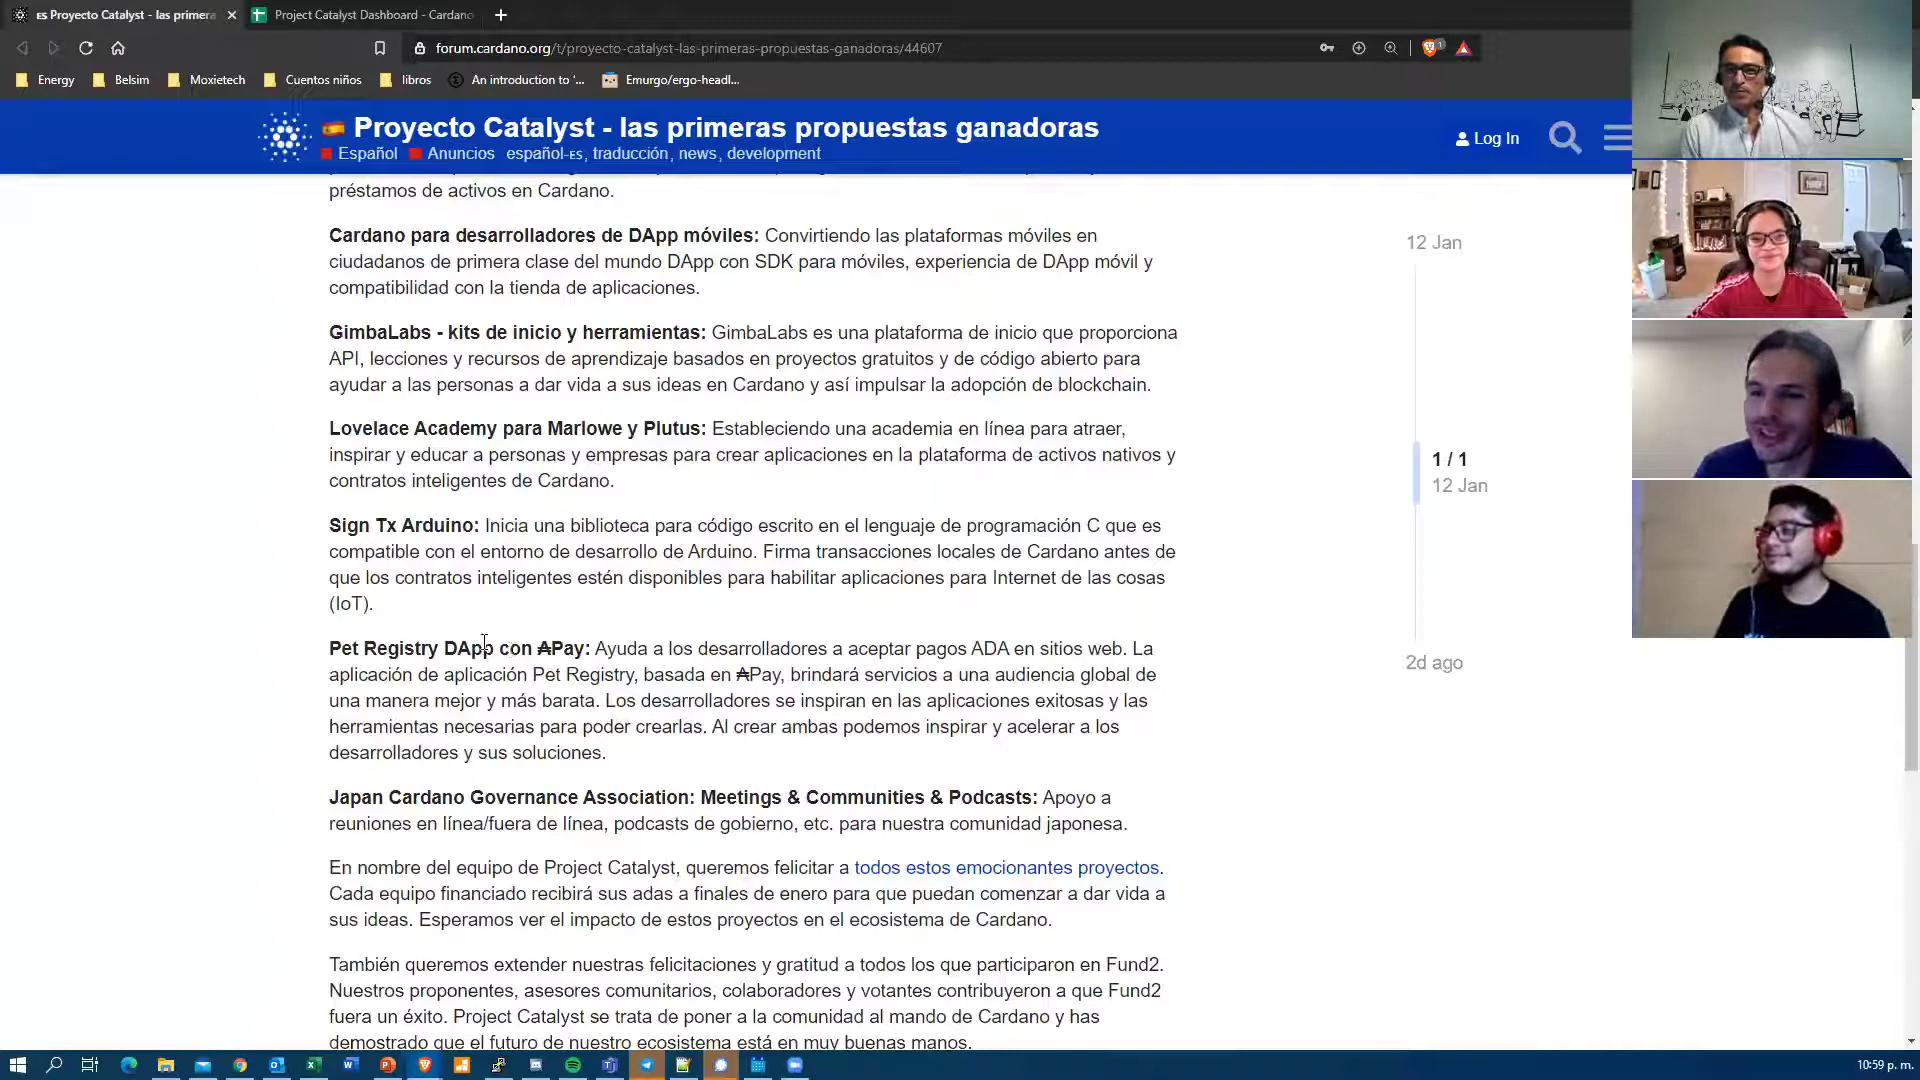 ES Proyecto Catalyst - las primera
Project Catalyst Dashboard - Cardano
forum.cardano.org/t/proyecto-catalyst-las-primeras-propuestas-ganadoras/44607
Energy
Belsim
Moxietech
Cuentos niños
libros
An introduction to '...
Emurgo/ergo-headl...
Proyecto Catalyst - las primeras propuestas ganadoras
Español Anuncios español-ES, traducción, news, development
Log In
préstamos de activos en Cardano.
Cardano para desarrolladores de DApp móviles: Convirtiendo las plataformas móviles en
ciudadanos de primera clase del mundo DApp con SDK para móviles, experiencia de DApp móvil y
compatibilidad con la tienda de aplicaciones.
GimbaLabs - kits de inicio y herramientas: GimbaLabs es una plataforma de inicio que proporciona
API, lecciones y recursos de aprendizaje basados en proyectos gratuitos y de código abierto para
ayudar a las personas a dar vida a sus ideas en Cardano y así impulsar la adopción de blockchain.
Lovelace Academy para Marlowe y Plutus: Estableciendo una academia en línea para atraer,
inspirar y educar a personas y empresas para crear aplicaciones en la plataforma de activos nativos y
contratos inteligentes de Cardano.
Sign Tx Arduino: Inicia una biblioteca para código escrito en el lenguaje de programación C que es
compatible con el entorno de desarrollo de Arduino. Firma transacciones locales de Cardano antes de
que los contratos inteligentes estén disponibles para habilitar aplicaciones para Internet de las cosas
(IoT).
Pet Registry DApp con ₳Pay: Ayuda a los desarrolladores a aceptar pagos ADA en sitios web. La
aplicación de aplicación Pet Registry, basada en ₳Pay, brindará servicios a una audiencia global de
una manera mejor y más barata. Los desarrolladores se inspiran en las aplicaciones exitosas y las
herramientas necesarias para poder crearlas. Al crear ambas podemos inspirar y acelerar a los
desarrolladores y sus soluciones.
Japan Cardano Governance Association: Meetings & Communities & Podcasts: Apoyo a
reuniones en línea/fuera de línea, podcasts de gobierno, etc. para nuestra comunidad japonesa.
En nombre del equipo de Project Catalyst, queremos felicitar a todos estos emocionantes proyectos.
Cada equipo financiado recibirá sus adas a finales de enero para que puedan comenzar a dar vida a
sus ideas. Esperamos ver el impacto de estos proyectos en el ecosistema de Cardano.
También queremos extender nuestras felicitaciones y gratitud a todos los que participaron en Fund2.
Nuestros proponentes, asesores comunitarios, colaboradores y votantes contribuyeron a que Fund2
fuera un éxito. Project Catalyst se trata de poner a la comunidad al mando de Cardano y has
demostrado que el futuro de nuestro ecosistema está en muy buenas manos.
12 Jan
1 / 1
12 Jan
2d ago
10:59 p. m.